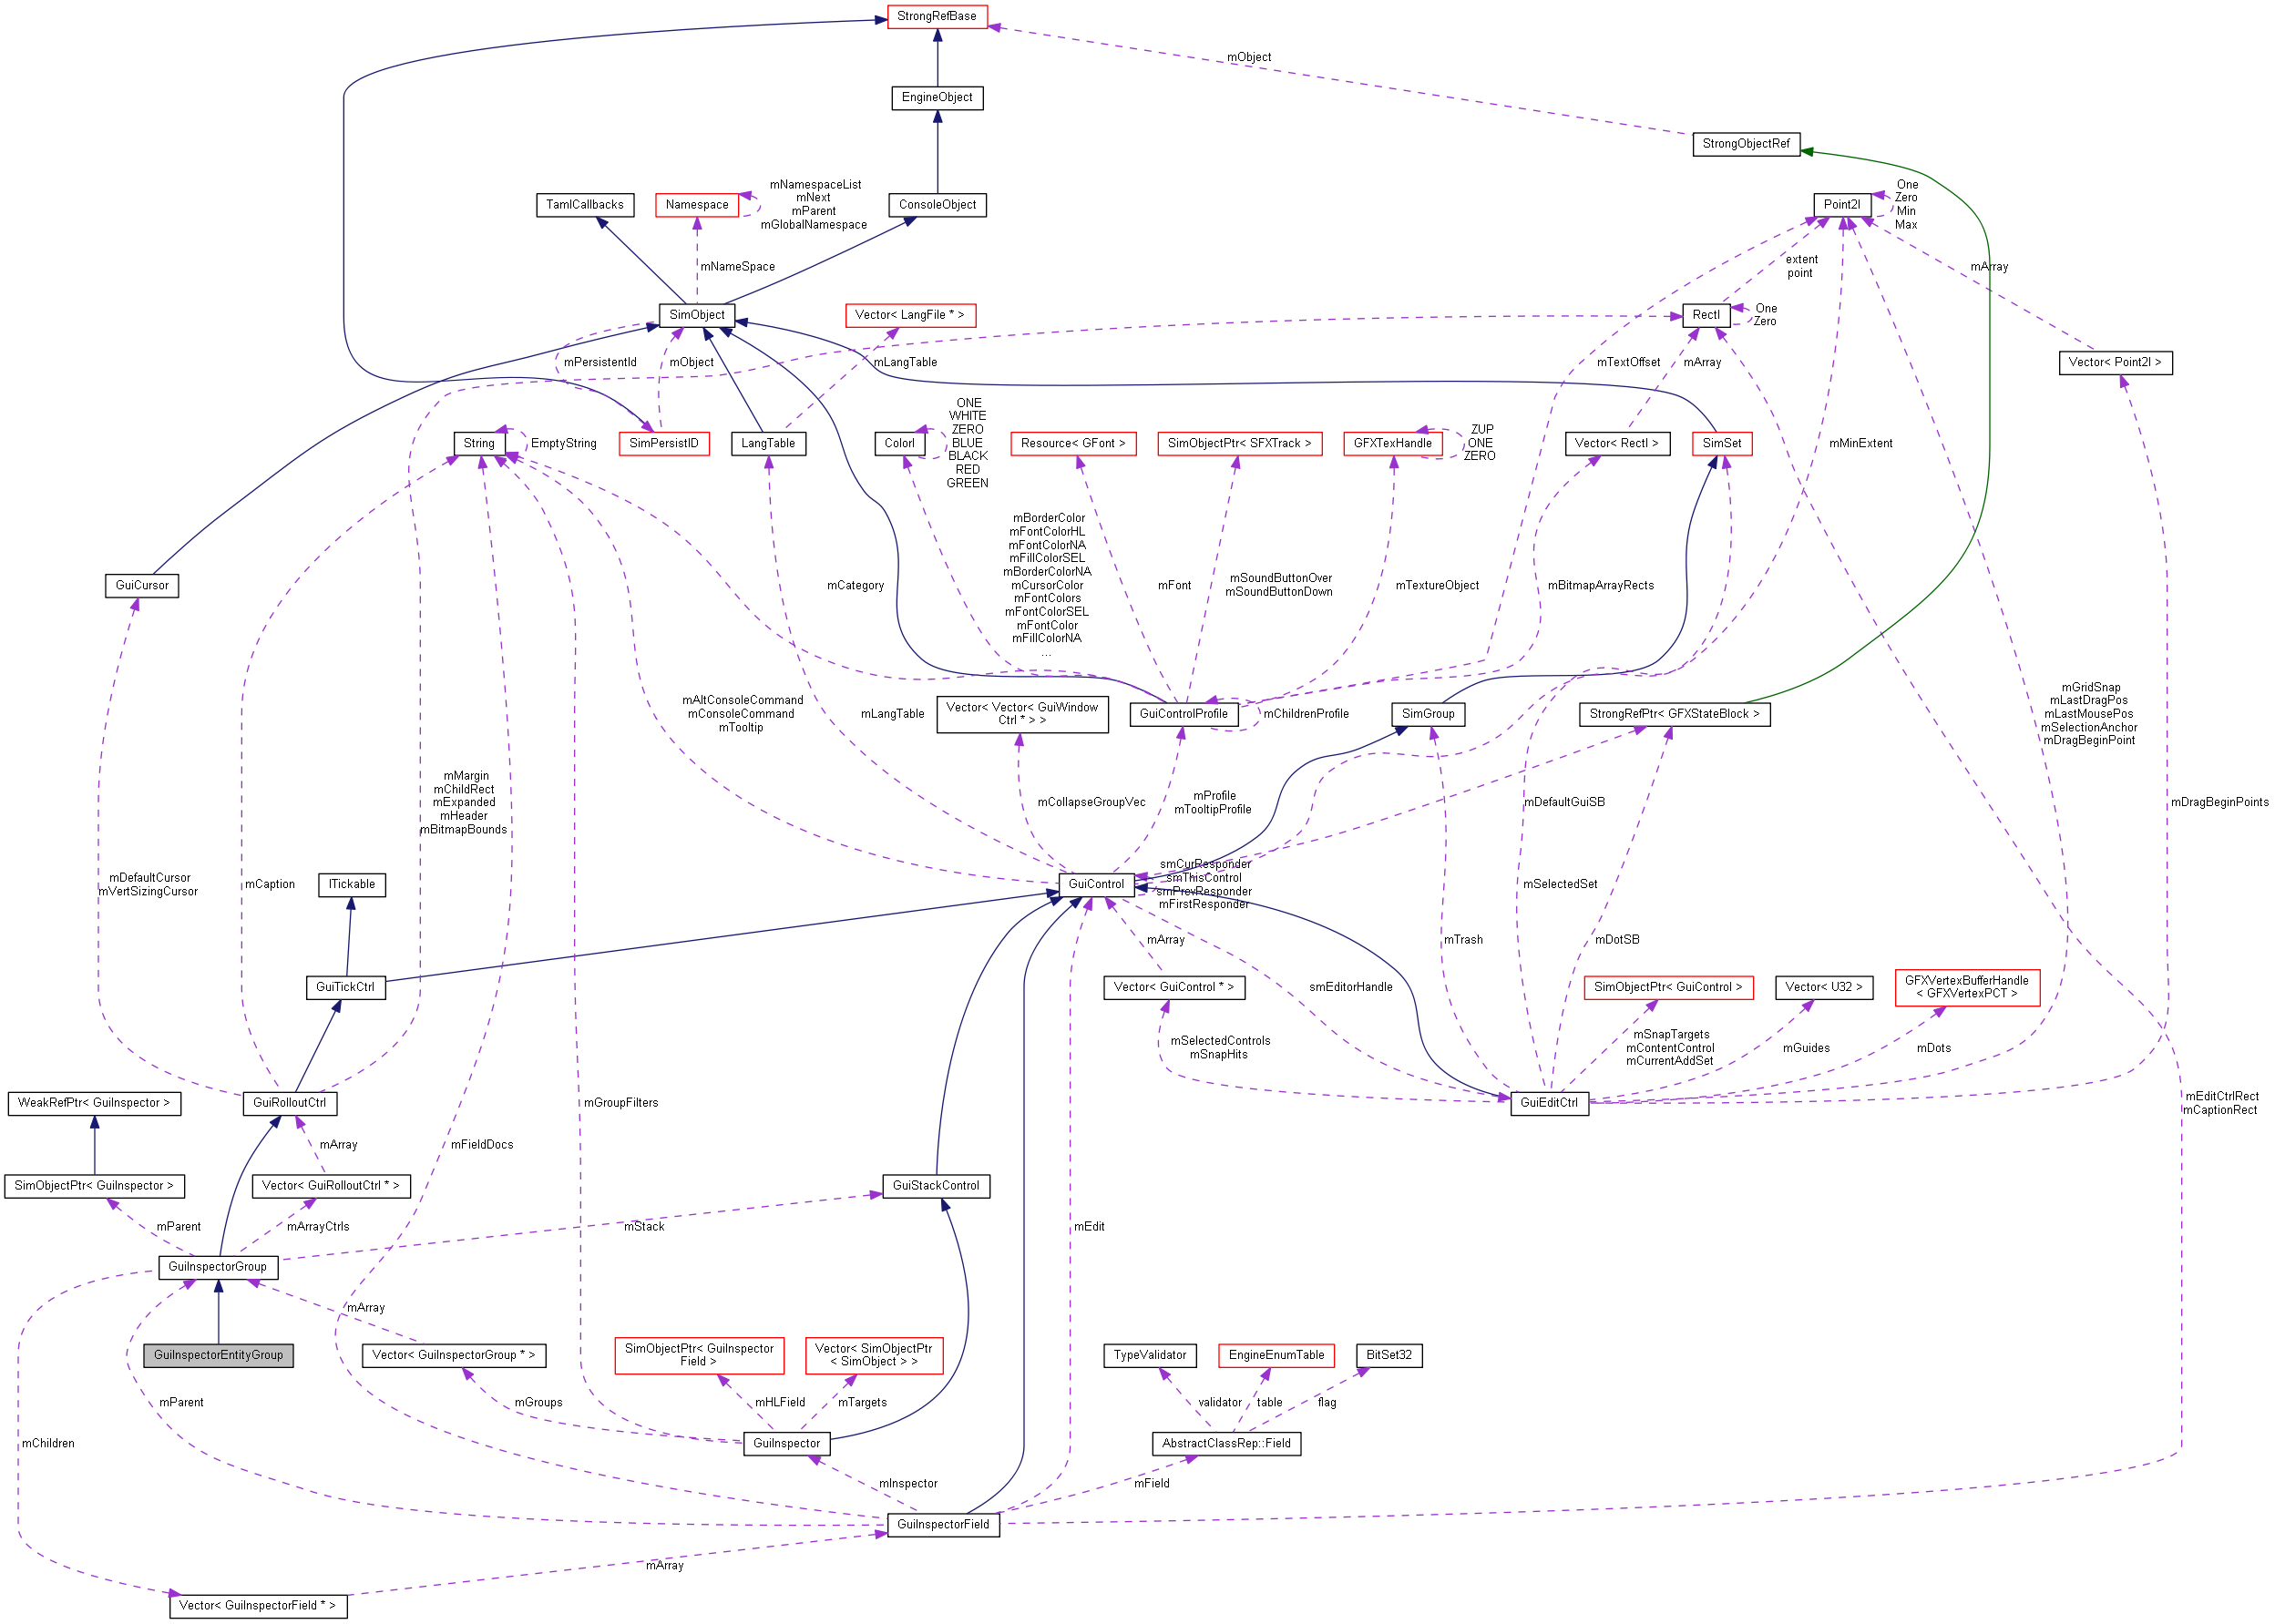 StrongRefBase
mObject
EngineObject
StrongObjectRef
mNamespaceList
mNext
mParent
mGlobalNamespace
TamlCallbacks
Namespace
ConsoleObject
Point2I
One
Zero
Min
Max
mNameSpace
extent
point
mArray
SimObject
Vector< LangFile * >
RectI
One
Zero
mPersistentId
mObject
mLangTable
mTextOffset
mArray
Vector< Point2I >
String
EmptyString
SimPersistID
LangTable
ColorI
ONE
WHITE
ZERO
BLUE
BLACK
RED
GREEN
Resource< GFont >
SimObjectPtr< SFXTrack >
GFXTexHandle
ZUP
ONE
ZERO
Vector< RectI >
SimSet
mMinExtent
GuiCursor
mCategory
mBorderColor
mFontColorHL
mFontColorNA
mFillColorSEL
mBorderColorNA
mCursorColor
mFontColors
mFontColorSEL
mFontColor
mFillColorNA
...
mFont
mSoundButtonOver
mSoundButtonDown
mTextureObject
mBitmapArrayRects
mAltConsoleCommand
mConsoleCommand
mTooltip
mLangTable
Vector< Vector< GuiWindow
Ctrl * > >
GuiControlProfile
mChildrenProfile
SimGroup
StrongRefPtr< GFXStateBlock >
mGridSnap
mLastDragPos
mLastMousePos
mSelectionAnchor
mDragBeginPoint
mMargin
mChildRect
mExpanded
mHeader
mBitmapBounds
mCollapseGroupVec
mProfile
mTooltipProfile
mDefaultGuiSB
mDragBeginPoints
mDefaultCursor
mVertSizingCursor
mCaption
ITickable
GuiControl
smCurResponder
smThisControl
smPrevResponder
mFirstResponder
mSelectedSet
mTrash
mDotSB
mArray
GuiTickCtrl
Vector< GuiControl * >
smEditorHandle
SimObjectPtr< GuiControl >
Vector< U32 >
GFXVertexBufferHandle
< GFXVertexPCT >
mSelectedControls
mSnapHits
mSnapTargets
mContentControl
mCurrentAddSet
mGuides
mDots
WeakRefPtr< GuiInspector >
GuiRolloutCtrl
mGroupFilters
GuiEditCtrl
mEditCtrlRect
mCaptionRect
mArray
mFieldDocs
SimObjectPtr< GuiInspector >
Vector< GuiRolloutCtrl * >
GuiStackControl
mParent
mArrayCtrls
mStack
mEdit
GuiInspectorGroup
mArray
GuiInspectorEntityGroup
Vector< GuiInspectorGroup * >
SimObjectPtr< GuiInspector
Field >
Vector< SimObjectPtr
< SimObject > >
TypeValidator
EngineEnumTable
BitSet32
mParent
mGroups
mHLField
mTargets
validator
table
flag
mChildren
GuiInspector
AbstractClassRep::Field
mInspector
mField
GuiInspectorField
mArray
Vector< GuiInspectorField * >